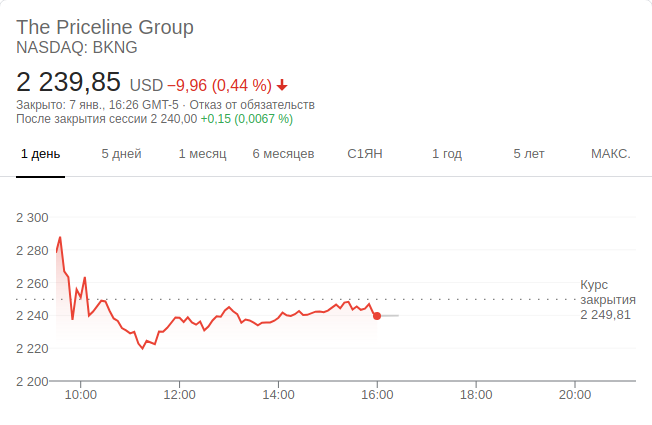 The Priceline Group
NASDAQ: BKNG
2 239,85 USD −9,96 (0,44 %)
Закрыто: 7 янв., 16:26 GMT-5 · Отказ от обязательств
После закрытия сессии 2 240,00 +0,15 (0,0067 %)
1 день 5 дней 1 месяц 6 месяцев С1ЯН 1 год 5 лет МАКС.
2 300
2 280
2 260
2 240
2 220
2 200
Курс
закрытия
2 249,81
10:00 12:00 14:00 16:00 18:00 20:00